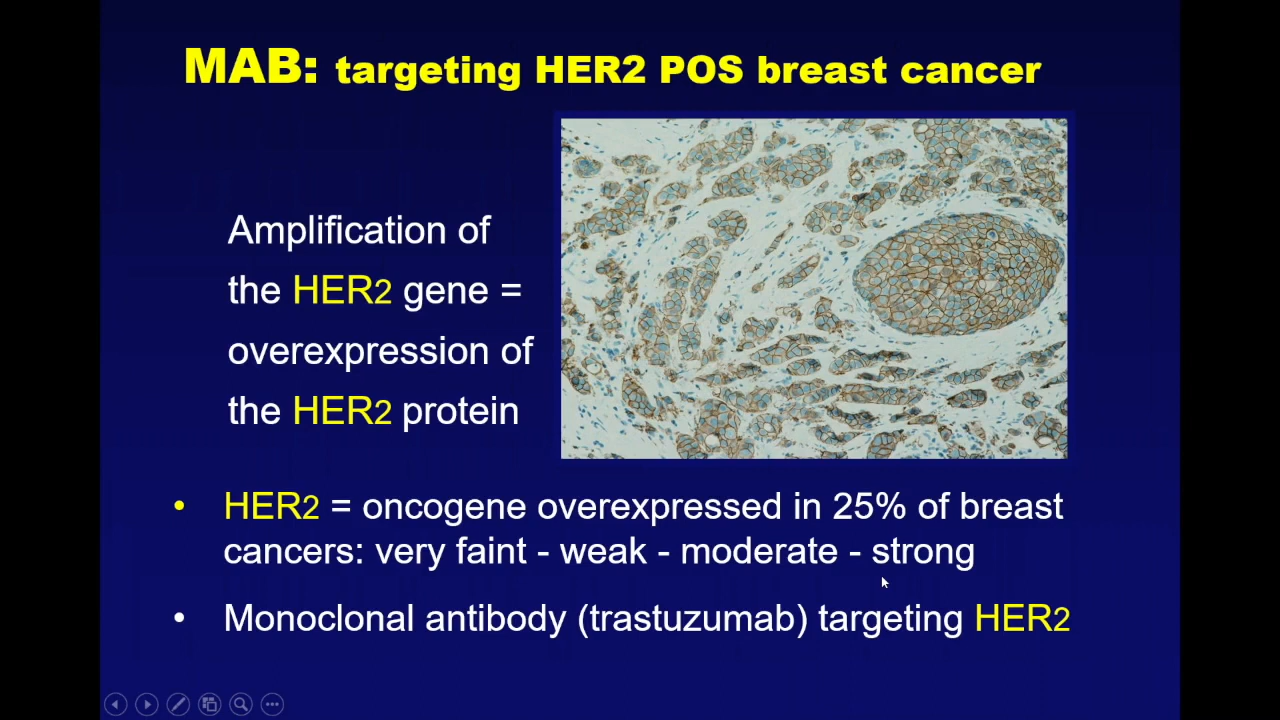 MAB: targeting HER2 POS breast cancer
Amplification of
the HER2 gene =
overexpression of
the HER2 protein
• HER2 = oncogene overexpressed in 25% of breast
cancers: very faint - weak - moderate - strong
• Monoclonal antibody (trastuzumab) targeting HER2